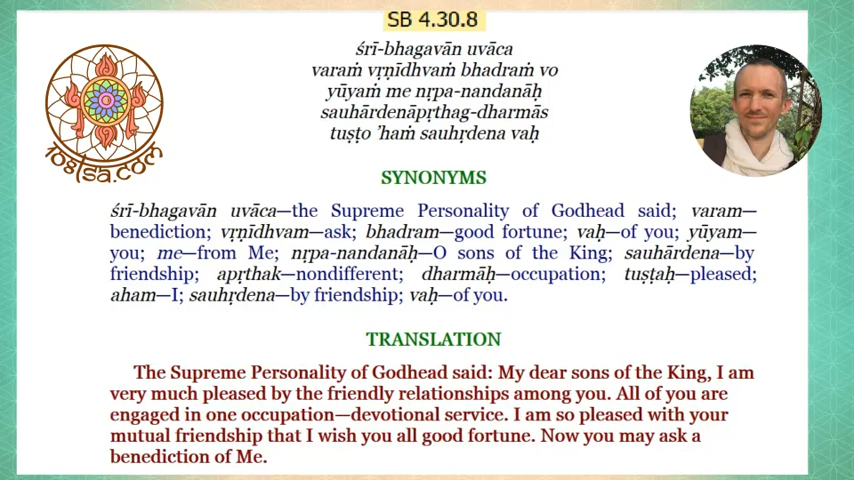 SB 4.30.8
śrī-bhagavān uvāca
varaṁ vṛṇīdhvaṁ bhadraṁ vo
yūyaṁ me nṛpa-nandanāḥ
sauhārdenāpṛthag-dharmās
tuṣṭo ’haṁ sauhṛdena vaḥ
108lsa.com
SYNONYMS
śrī-bhagavān uvāca—the Supreme Personality of Godhead said; varam—
benediction; vṛṇīdhvam—ask; bhadram—good fortune; vaḥ—of you; yūyam—
you; me—from Me; nṛpa-nandanāḥ—O sons of the King; sauhārdena—by
friendship; apṛthak—nondifferent; dharmāḥ—occupation; tuṣṭaḥ—pleased;
aham—I; sauhṛdena—by friendship; vaḥ—of you.
TRANSLATION
The Supreme Personality of Godhead said: My dear sons of the King, I am
very much pleased by the friendly relationships among you. All of you are
engaged in one occupation—devotional service. I am so pleased with your
mutual friendship that I wish you all good fortune. Now you may ask a
benediction of Me.